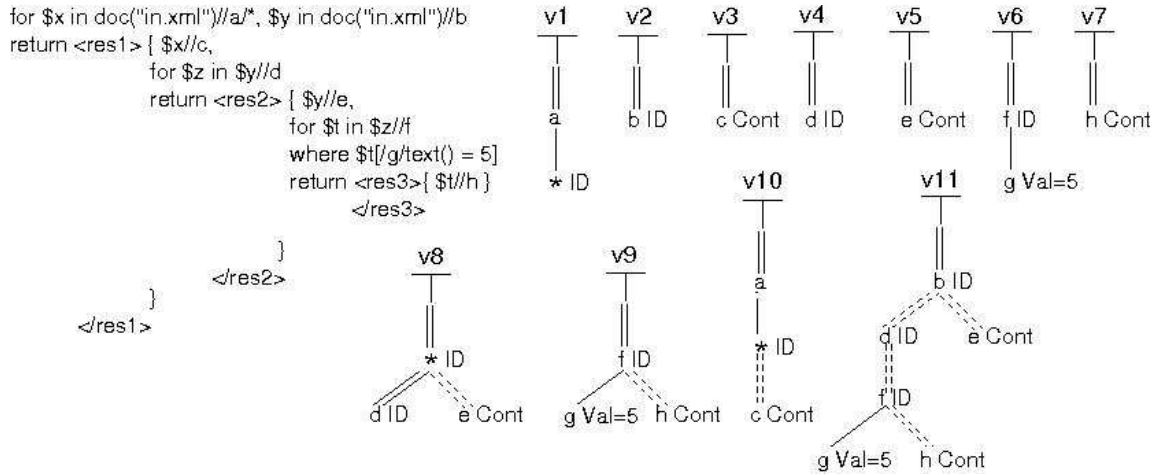 for $x in doc("in.xml")//a/*, $y in doc("in.xml")//b
return <res1> { $x//c,
for $z in $y//d
return <res2> { $y//e,
for $t in $z//f
where $t[/g/text() = 5]
return <res3>{ $t//h }
</res3>
}
</res2>
}
</res1>
v1 v2 v3 v4 v5 v6 v7
a b ID c Cont d ID e Cont f ID h Cont
* ID g Val=5
v10 v11
a b ID
* ID d ID e Cont
c Cont f ID
g Val=5 h Cont
v8 v9
* ID f ID
d ID e Cont g Val=5 h Cont